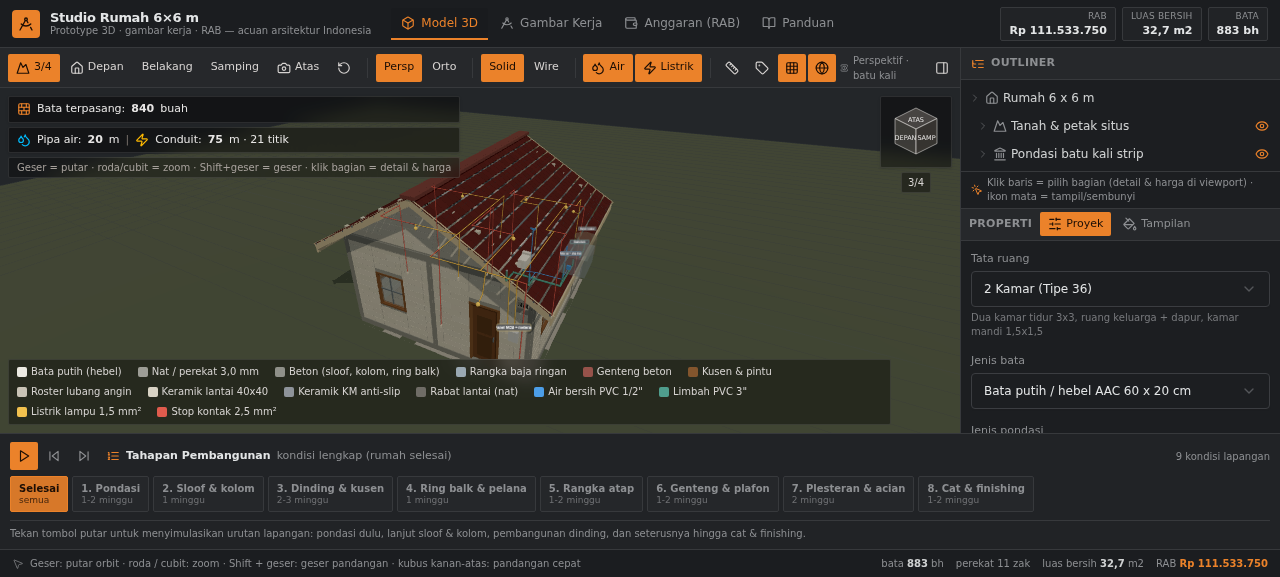 Studio Rumah 6×6 m
Prototype 3D · gambar kerja · RAB — acuan arsitektur Indonesia
Model 3D
Gambar Kerja
Anggaran (RAB)
Panduan
RAB
Rp 111.533.750
LUAS BERSIH
32,7 m2
BATA
883 bh
3/4
Depan
Belakang
Samping
Atas
Persp
Orto
Solid
Wire
Air
Listrik
Perspektif ·
batu kali
Bata terpasang: 840 buah
Pipa air: 20 m | Conduit: 75 m · 21 titik
Geser = putar · roda/cubit = zoom · Shift+geser = geser · klik bagian = detail & harga
ATAS
DEPAN
SAMP
3/4
Bata putih (hebel)
Nat / perekat 3,0 mm
Beton (sloof, kolom, ring balk)
Rangka baja ringan
Genteng beton
Kusen & pintu
Roster lubang angin
Keramik lantai 40x40
Keramik KM anti-slip
Rabat lantai (nat)
Air bersih PVC 1/2"
Limbah PVC 3"
Listrik lampu 1,5 mm²
Stop kontak 2,5 mm²
OUTLINER
Rumah 6 x 6 m
Tanah & petak situs
Pondasi batu kali strip
Klik baris = pilih bagian (detail & harga di viewport) ·
ikon mata = tampil/sembunyi
PROPERTI
Proyek
Tampilan
Tata ruang
2 Kamar (Tipe 36)
Dua kamar tidur 3x3, ruang keluarga + dapur, kamar
mandi 1,5x1,5
Jenis bata
Bata putih / hebel AAC 60 x 20 cm
Jenis pondasi
Tahapan Pembangunan kondisi lengkap (rumah selesai)
9 kondisi lapangan
Selesai
semua
1. Pondasi
1-2 minggu
2. Sloof & kolom
1 minggu
3. Dinding & kusen
2-3 minggu
4. Ring balk & pelana
1 minggu
5. Rangka atap
1-2 minggu
6. Genteng & plafon
1-2 minggu
7. Plesteran & acian
2 minggu
8. Cat & finishing
1-2 minggu
Tekan tombol putar untuk menyimulasikan urutan lapangan: pondasi dulu, lanjut sloof & kolom, pembangunan dinding, dan seterusnya hingga cat & finishing.
Geser: putar orbit · roda / cubit: zoom · Shift + geser: geser pandangan · kubus kanan-atas: pandangan cepat
bata 883 bh
perekat 11 zak
luas bersih 32,7 m2
RAB Rp 111.533.750